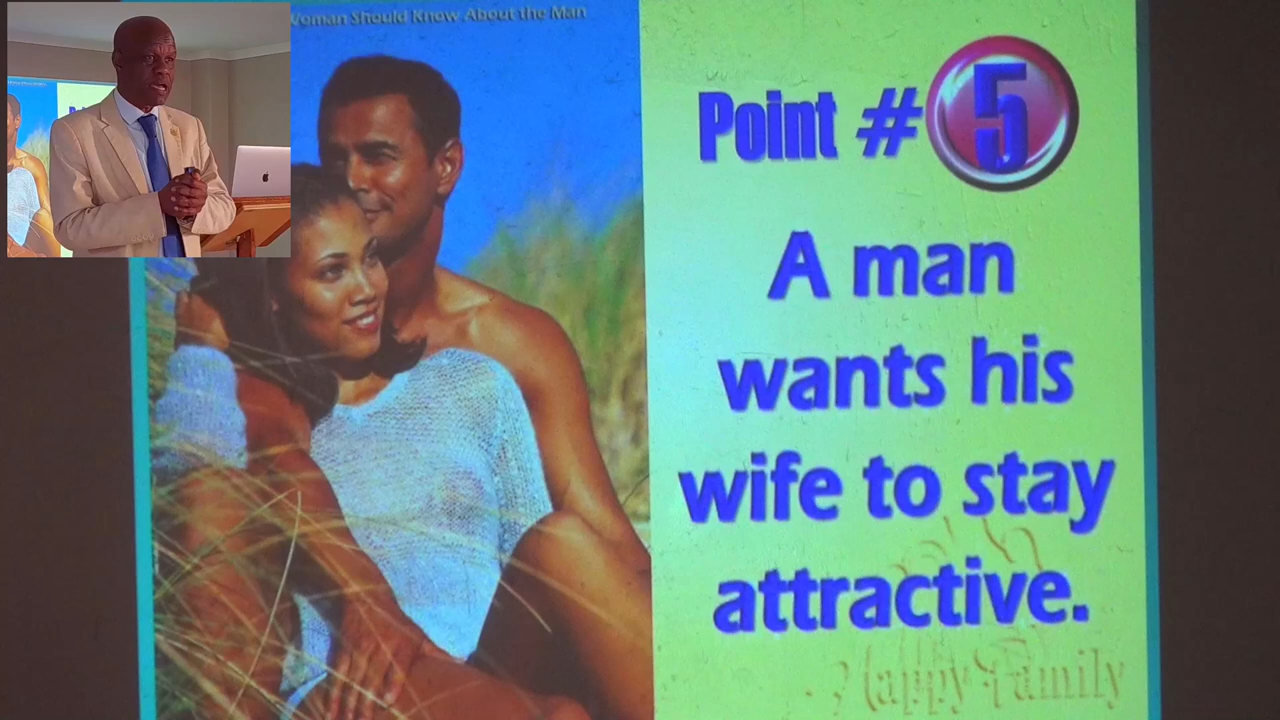 Woman Should Know About the Man
Point #5
A man
wants his
wife to stay
attractive.
Happy Family